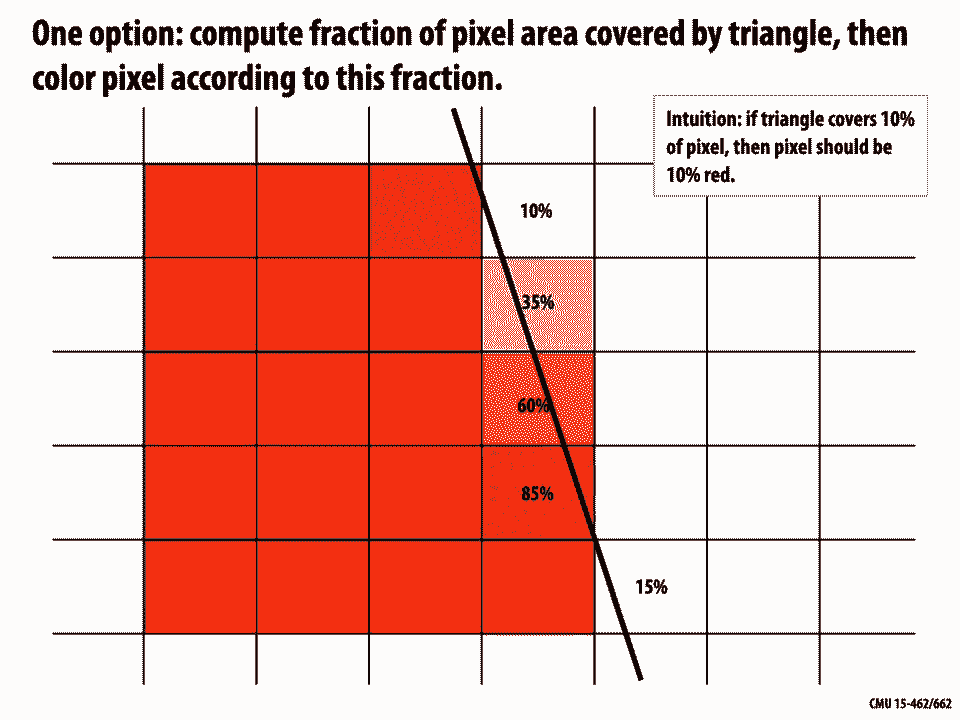 One option: compute fraction of pixel area covered by triangle, then
color pixel according to this fraction.
Intuition: if triangle covers 10%
of pixel, then pixel should be
10% red.
10%
35%
60%
85%
15%
CMU 15-462/662